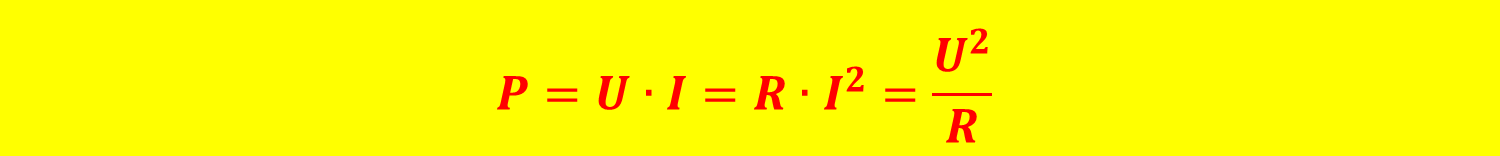 P = U · I = R · I² = U²/R